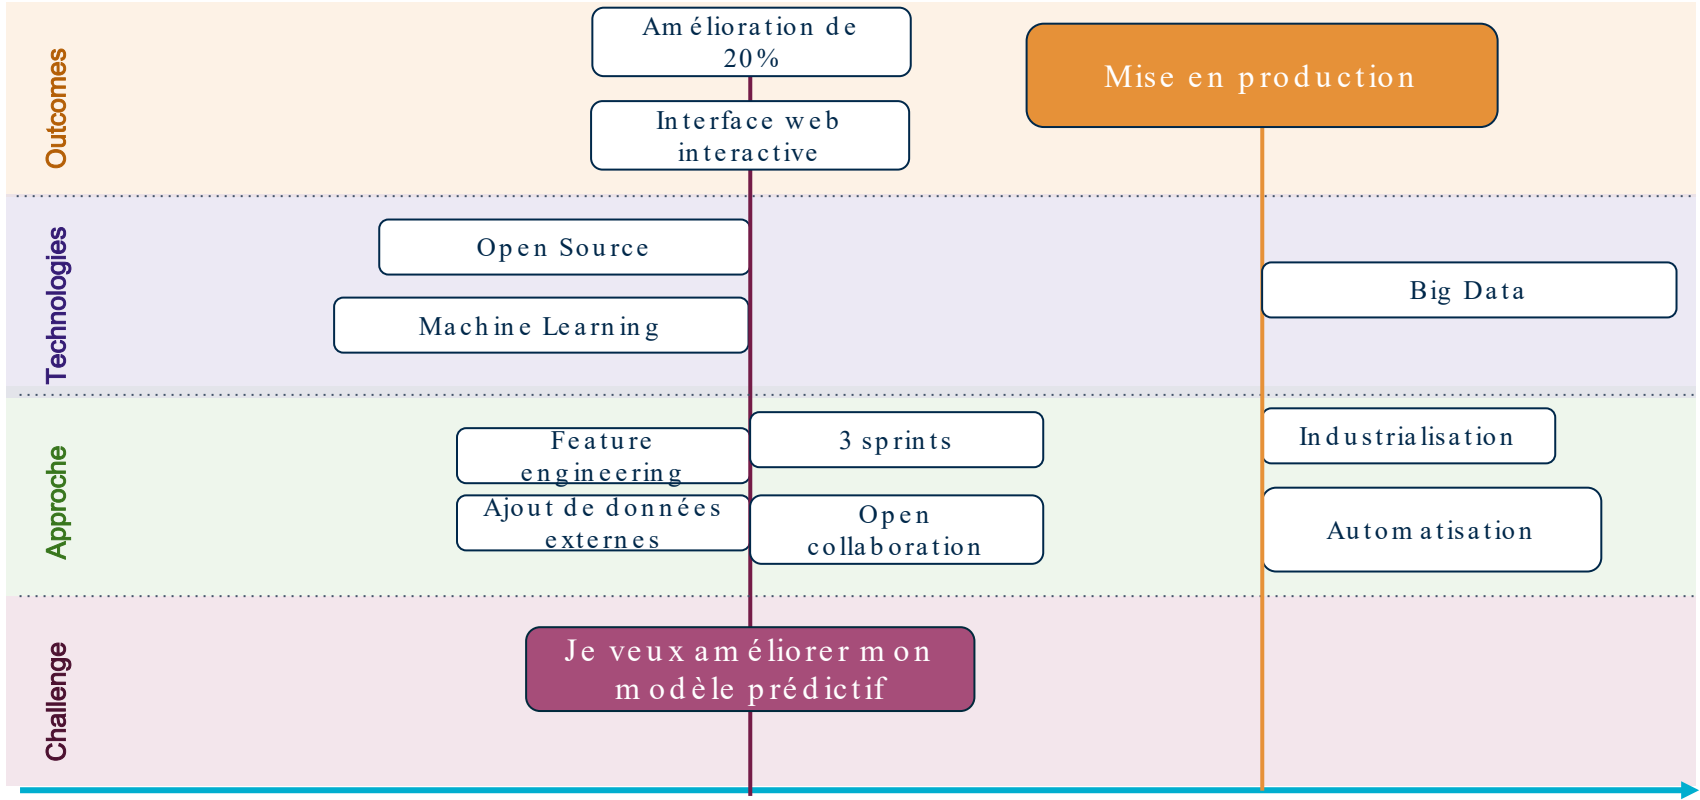 Outcomes
Amélioration de
20%
Interface web
interactive
Mise en production
Technologies
Open Source
Machine Learning
Big Data
Approche
Feature
engineering
Ajout de données
externes
3 sprints
Open
collaboration
Industrialisation
Automatisation
Challenge
Je veux améliorer mon
modèle prédictif